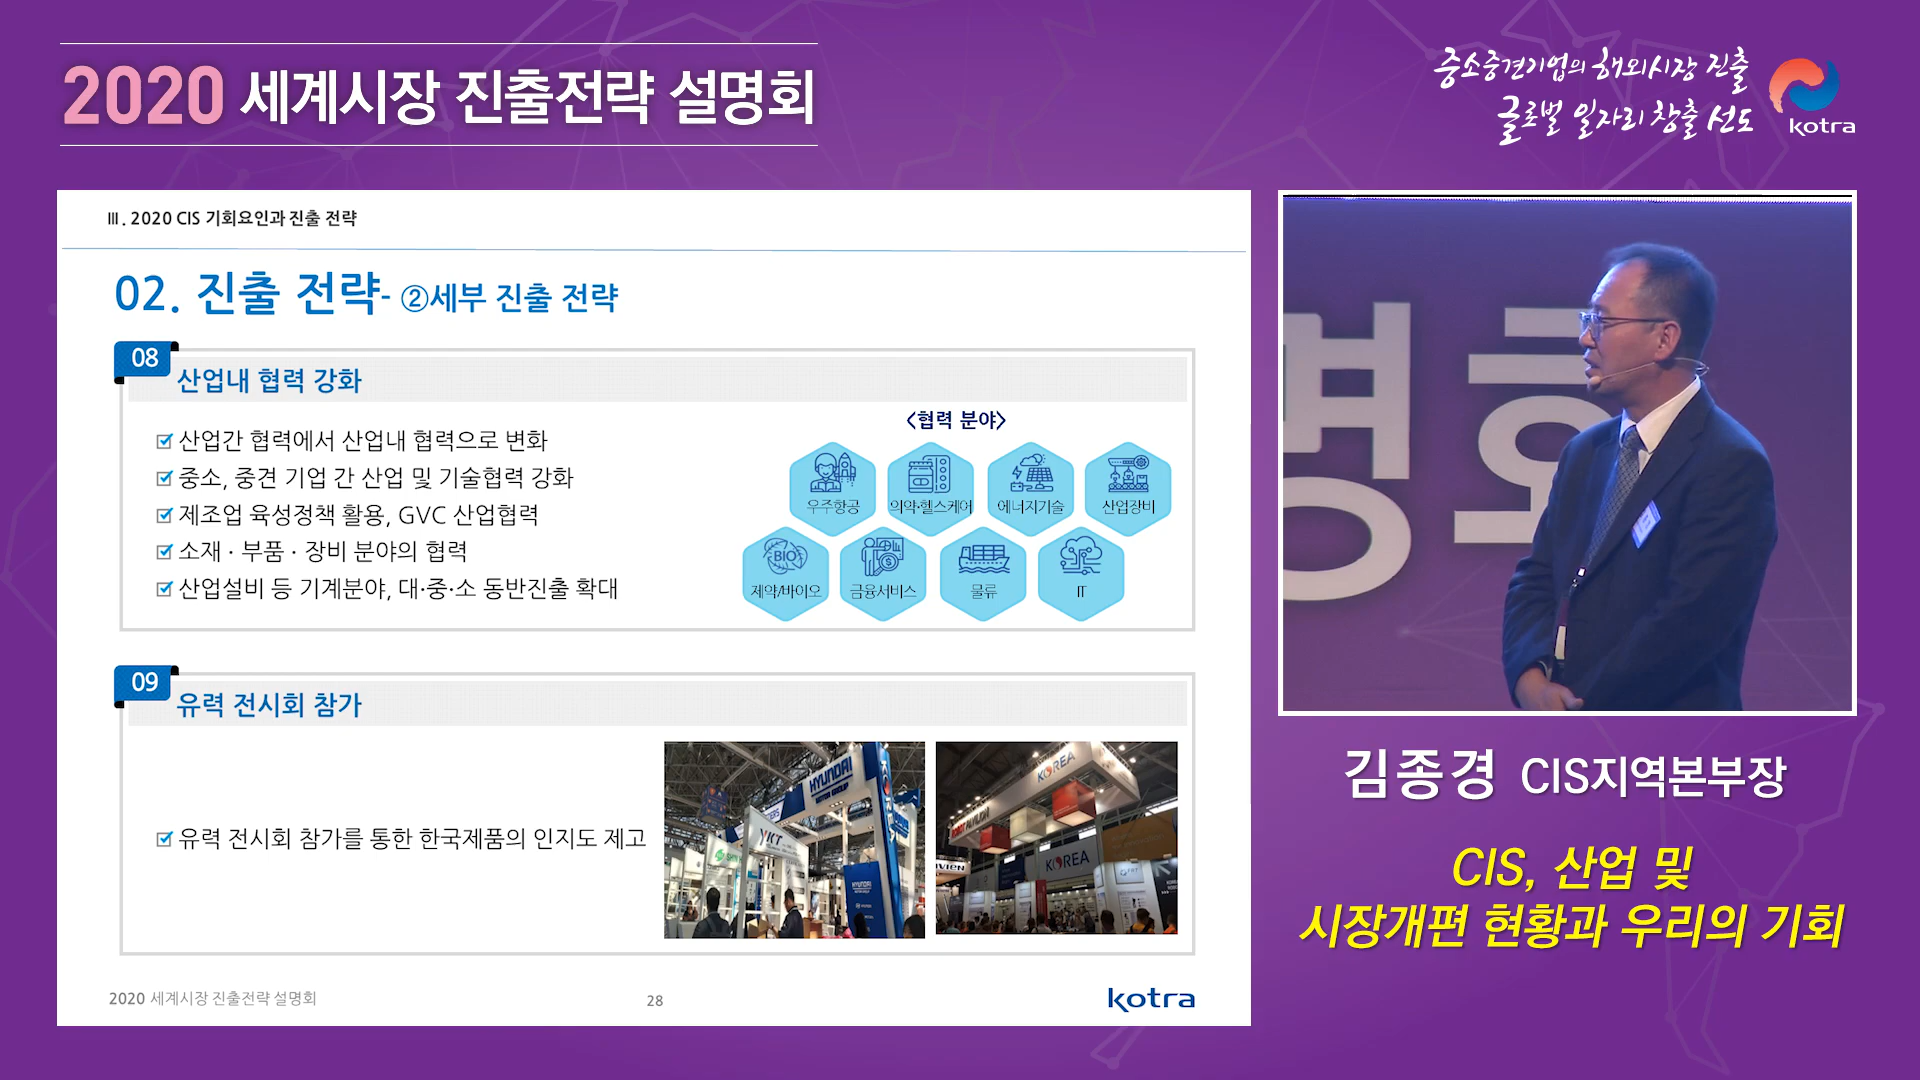 2020 세계시장 진출전략 설명회
중소중견기업의 해외시장 진출
글로벌 일자리 창출 선도
kotra
Ⅲ. 2020 CIS 기회요인과 진출 전략
02. 진출 전략- ②세부 진출 전략
08
산업내 협력 강화
산업간 협력에서 산업내 협력으로 변화
중소, 중견 기업 간 산업 및 기술협력 강화
제조업 육성정책 활용, GVC 산업협력
소재 · 부품 · 장비 분야의 협력
산업설비 등 기계분야, 대·중·소 동반진출 확대
<협력 분야>
우주항공
의약·헬스케어
에너지기술
산업장비
BIO
제약/바이오
금융서비스
물류
IT
09
유력 전시회 참가
유력 전시회 참가를 통한 한국제품의 인지도 제고
HYUNDAI
MOTOR GROUP
YKT
HYUNDAI
KOREA
ROBOT PAVILION
KOREA
2020 세계시장 진출전략 설명회
28
kotra
명회
김종경 CIS지역본부장
CIS, 산업 및
시장개편 현황과 우리의 기회